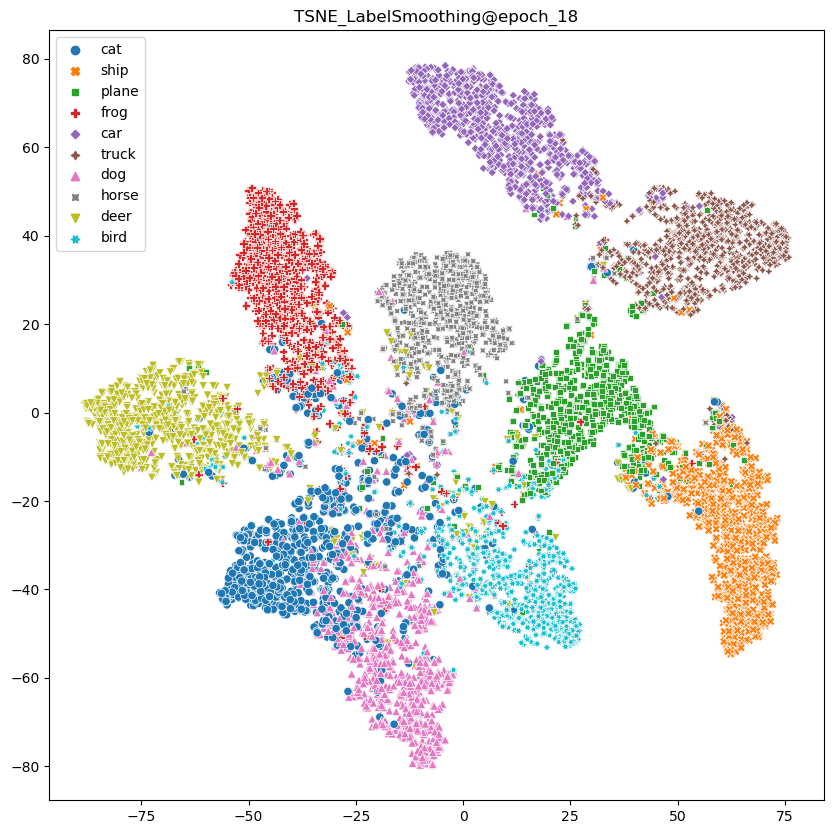 TSNE_LabelSmoothing@epoch_18
cat
ship
plane
frog
car
truck
dog
horse
deer
bird
80
60
40
20
0
−20
−40
−60
−80
−75
−50
−25
0
25
50
75